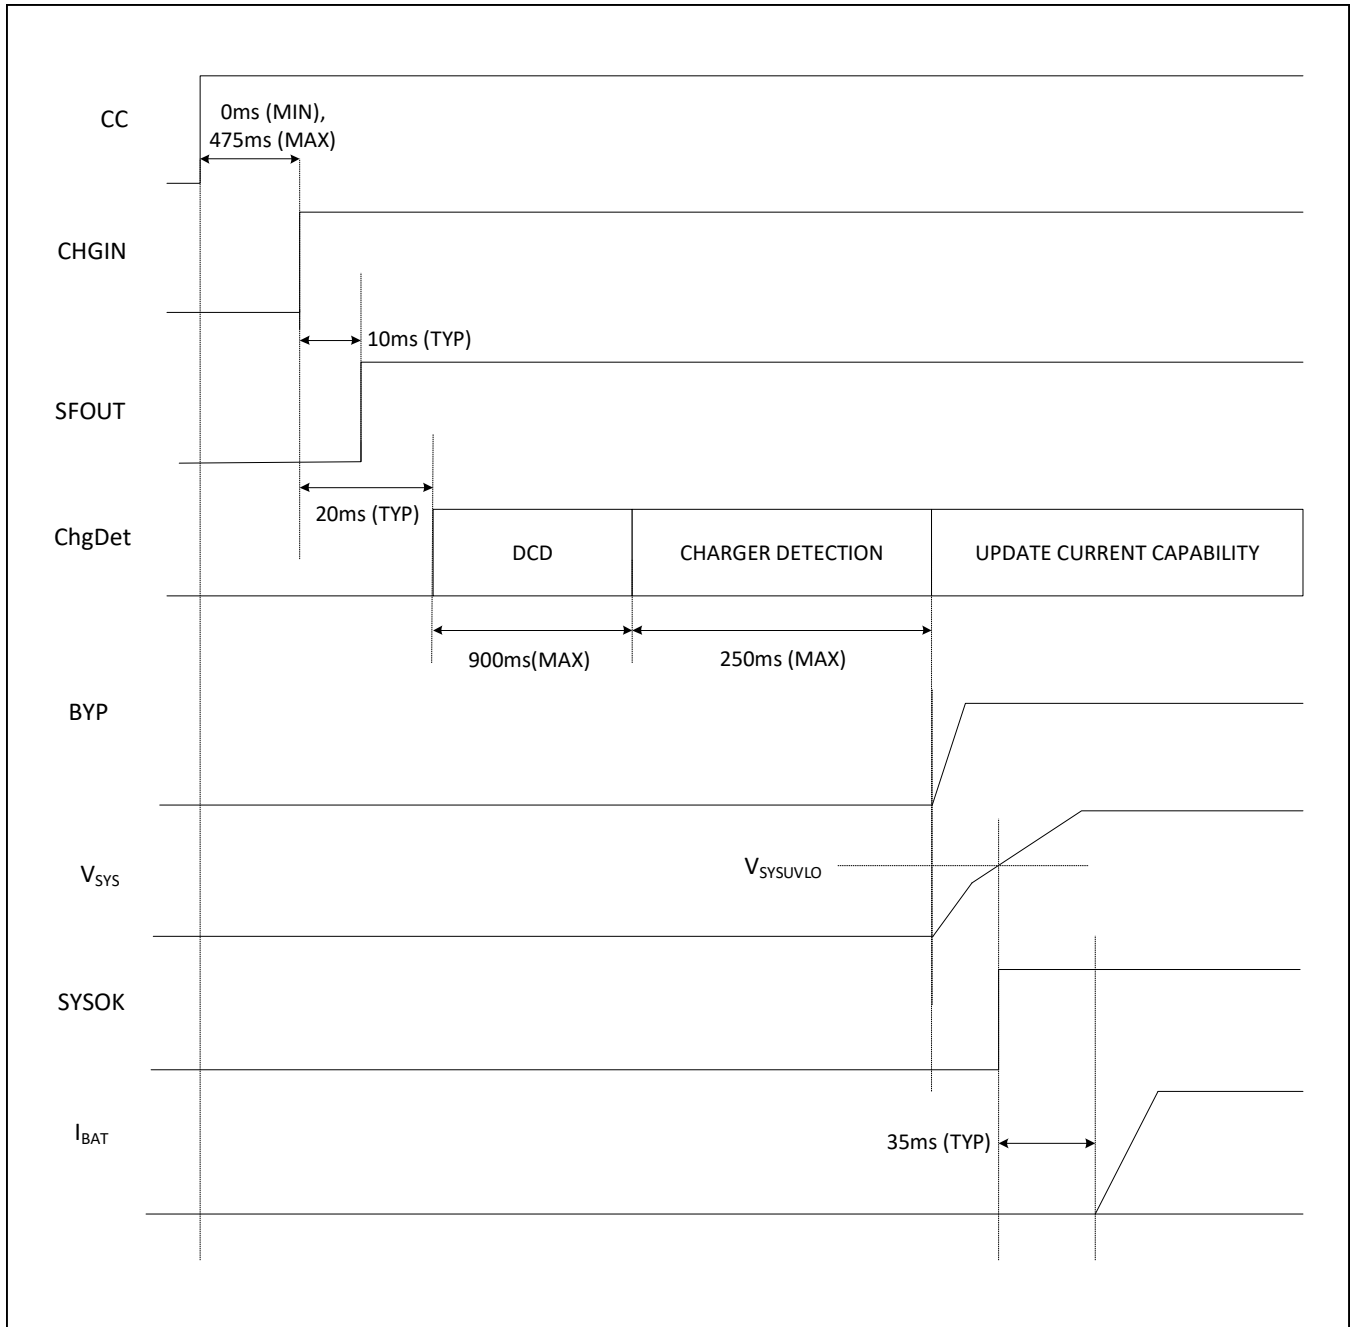 CC
0ms (MIN),
475ms (MAX)
CHGIN
10ms (TYP)
SFOUT
20ms (TYP)
ChgDet
DCD
CHARGER DETECTION
UPDATE CURRENT CAPABILITY
900ms(MAX)
250ms (MAX)
BYP
VSYS
VSYSUVLO
SYSOK
IBAT
35ms (TYP)